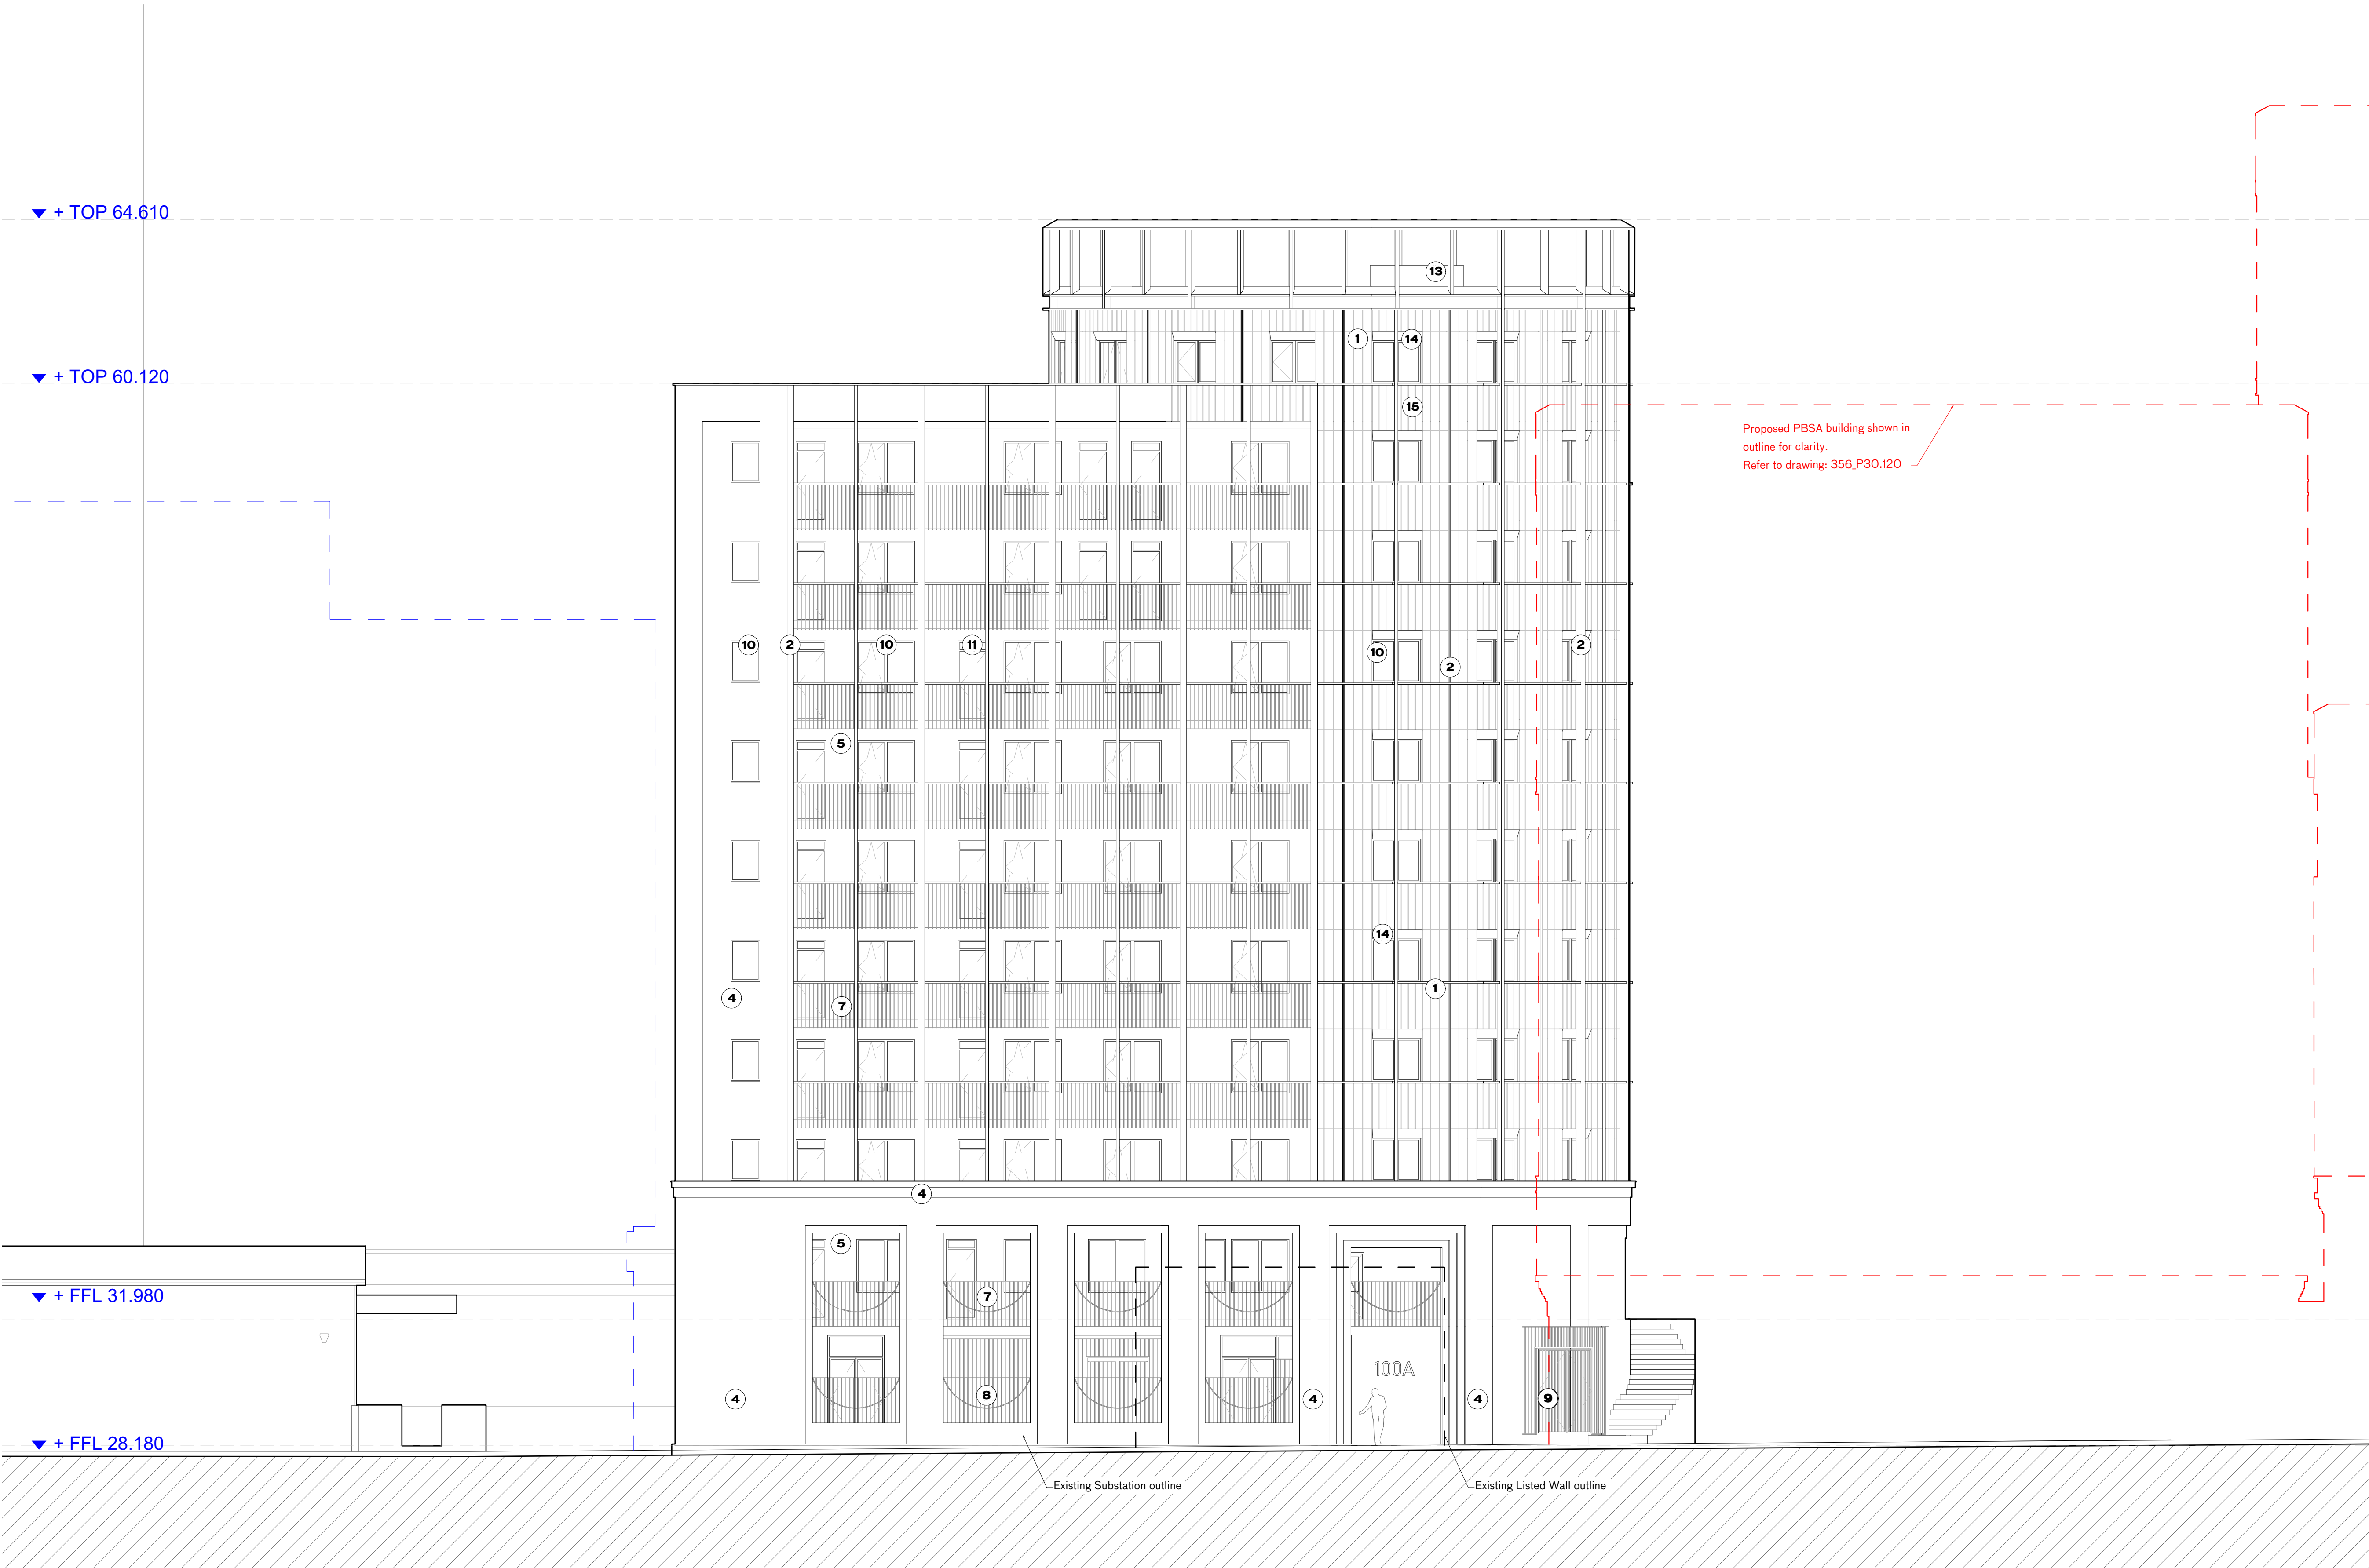 + TOP 64.610
13
1
14
+ TOP 60.120
15
Proposed PBSA building shown in
outline for clarity.
Refer to drawing: 356_P30.120
10
2
10
11
10
2
2
5
14
1
4
7
4
5
+ FFL 31.980
7
100A
4
8
4
4
9
+ FFL 28.180
Existing Substation outline
Existing Listed Wall outline